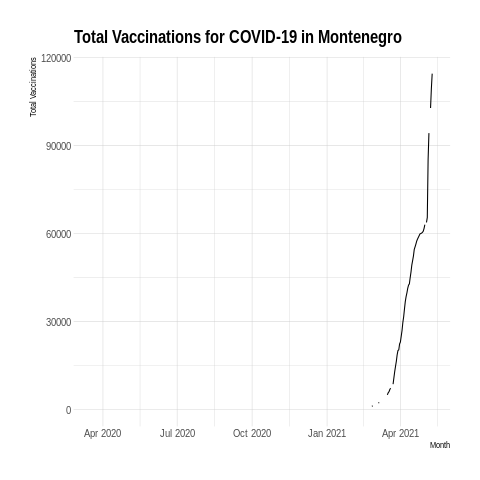 Total Vaccinations for COVID-19 in Montenegro
Total Vaccinations
120000
90000
60000
30000
0
Apr 2020
Jul 2020
Oct 2020
Jan 2021
Apr 2021
Month